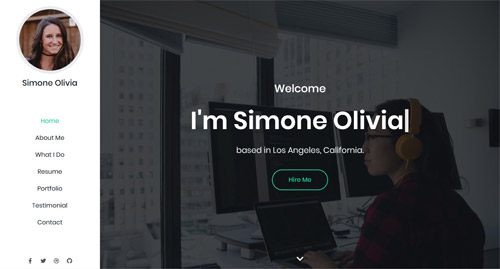 Simone Olivia
Home
About Me
What I Do
Resume
Portfolio
Testimonial
Contact
Welcome
I'm Simone Olivia|
based in Los Angeles, California.
Hire Me